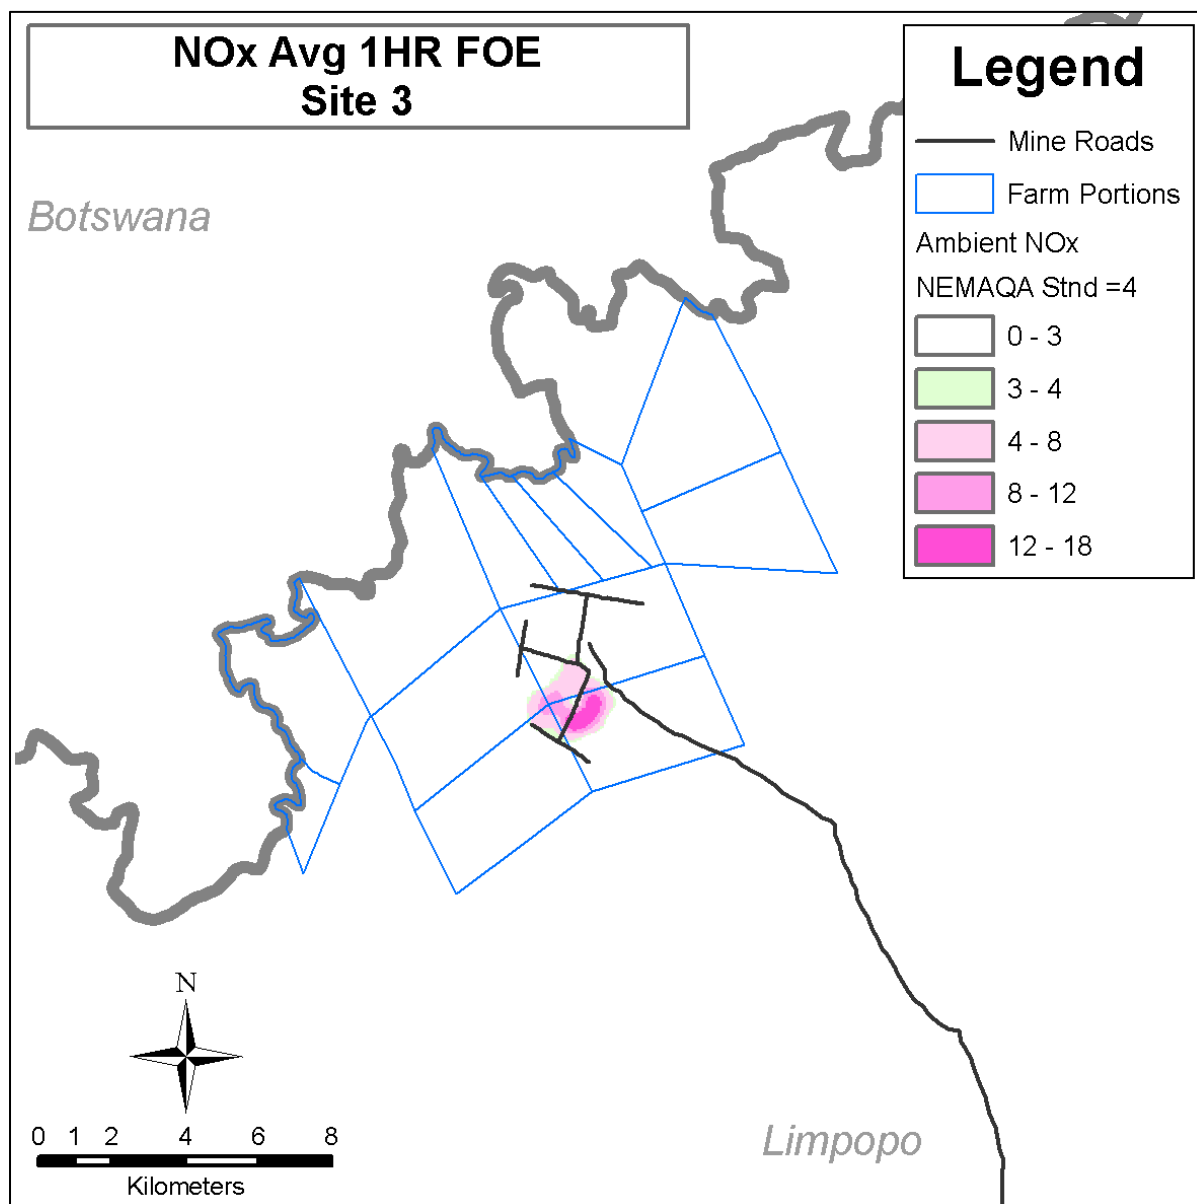 NOx Avg 1HR FOE
Site 3
Legend
Mine Roads
Farm Portions
Ambient NOx
NEMAQA Stnd =4
0 - 3
3 - 4
4 - 8
8 - 12
12 - 18
Botswana
N
0 1 2 4 6 8
Kilometers
Limpopo